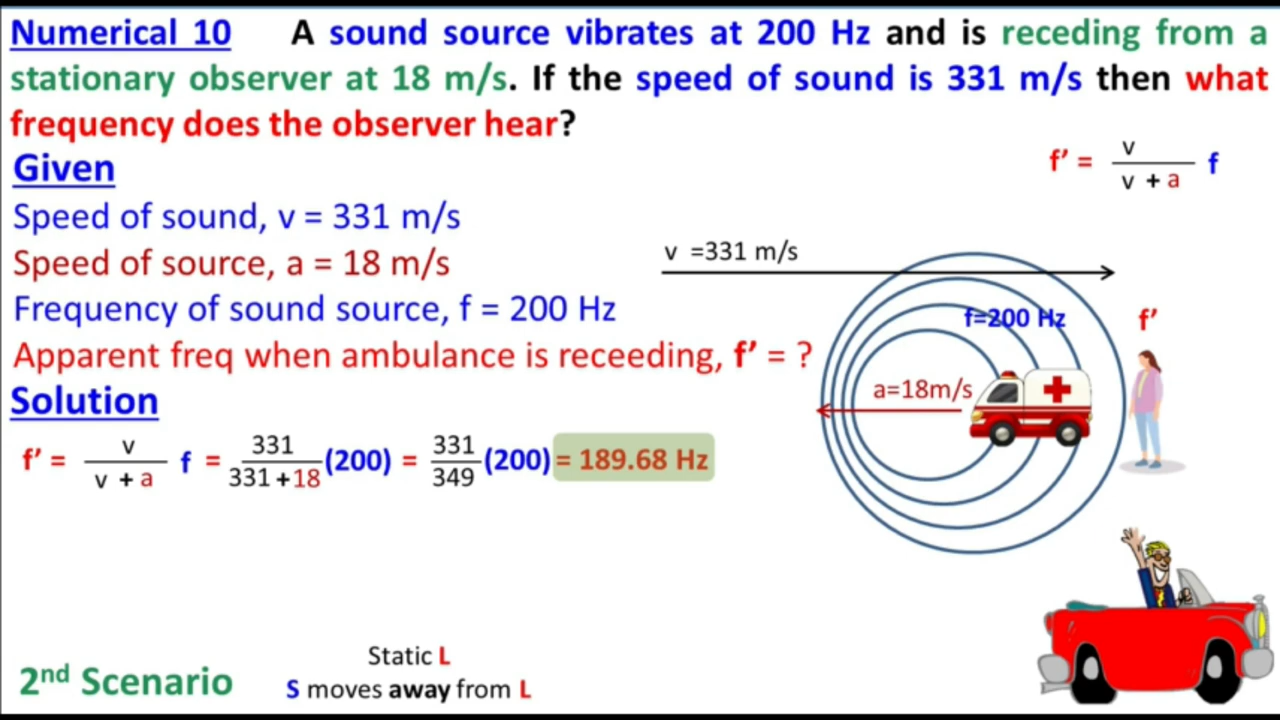 Numerical 10 A sound source vibrates at 200 Hz and is receding from a
stationary observer at 18 m/s. If the speed of sound is 331 m/s then what
frequency does the observer hear?
Given
f' = v / v + a f
Speed of sound, v = 331 m/s
v =331 m/s
Speed of source, a = 18 m/s
Frequency of sound source, f = 200 Hz
f=200 Hz
f'
Apparent freq when ambulance is receeding, f' = ?
a=18m/s
Solution
f' = v / v + a f = 331 / 331+18 (200) = 331 / 349 (200) = 189.68 Hz
Static L
2nd Scenario
S moves away from L